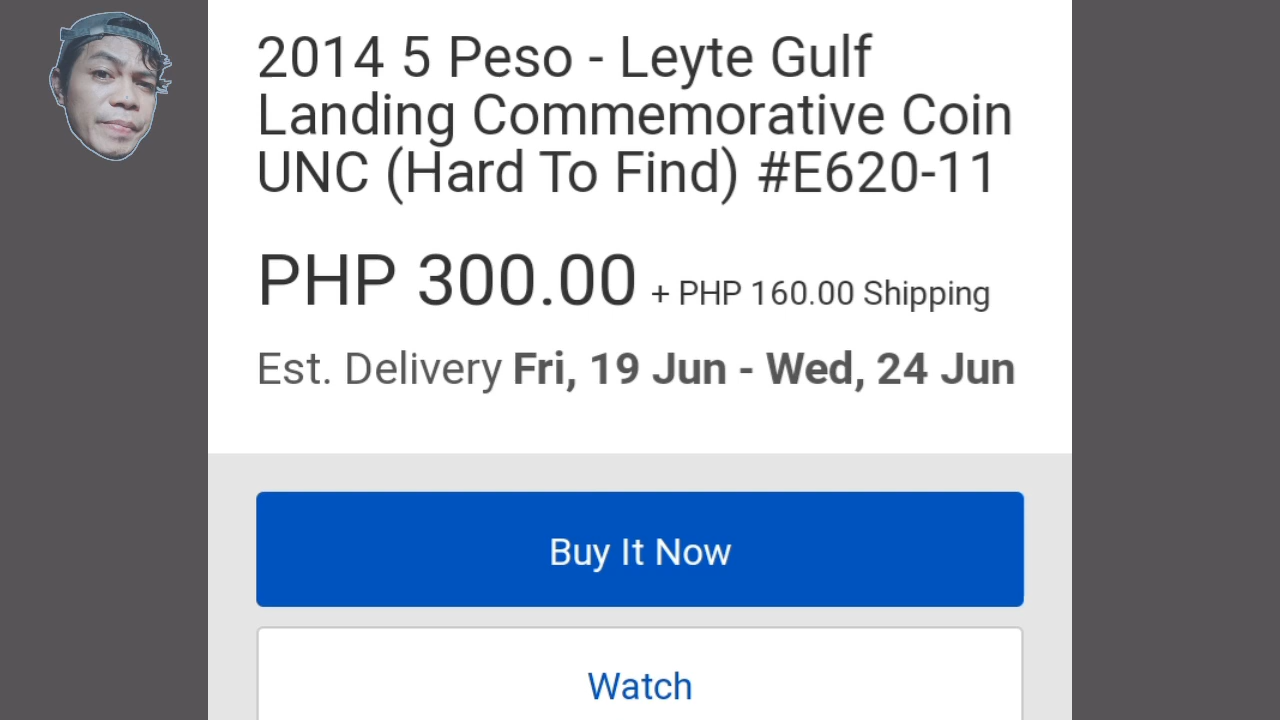 2014 5 Peso - Leyte Gulf
Landing Commemorative Coin
UNC (Hard To Find) #E620-11
PHP 300.00 + PHP 160.00 Shipping
Est. Delivery Fri, 19 Jun - Wed, 24 Jun
Buy It Now
Watch